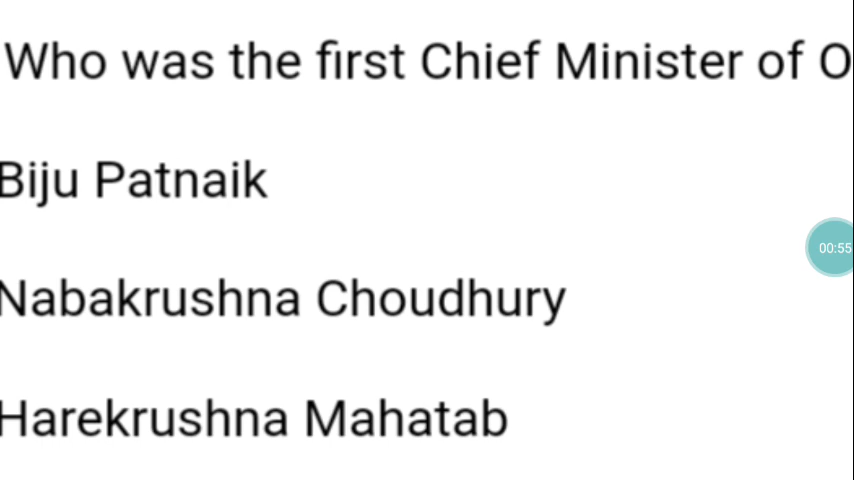 Who was the first Chief Minister of O
Biju Patnaik
00:55
Nabakrushna Choudhury
Harekrushna Mahatab